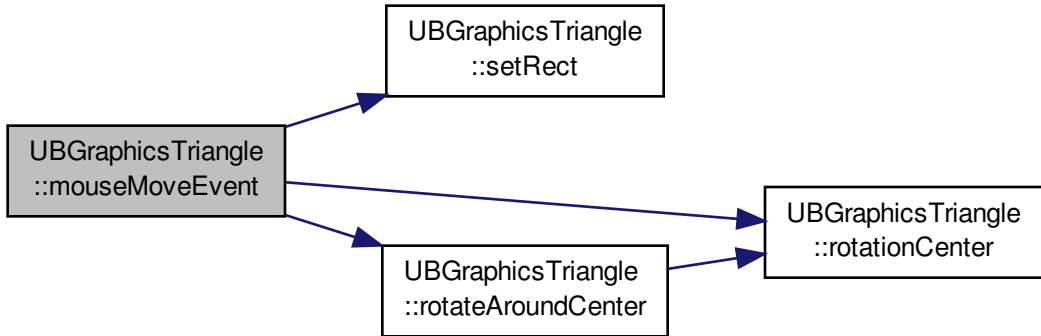 UBGraphicsTriangle
::setRect
UBGraphicsTriangle
::mouseMoveEvent
UBGraphicsTriangle
::rotationCenter
UBGraphicsTriangle
::rotateAroundCenter